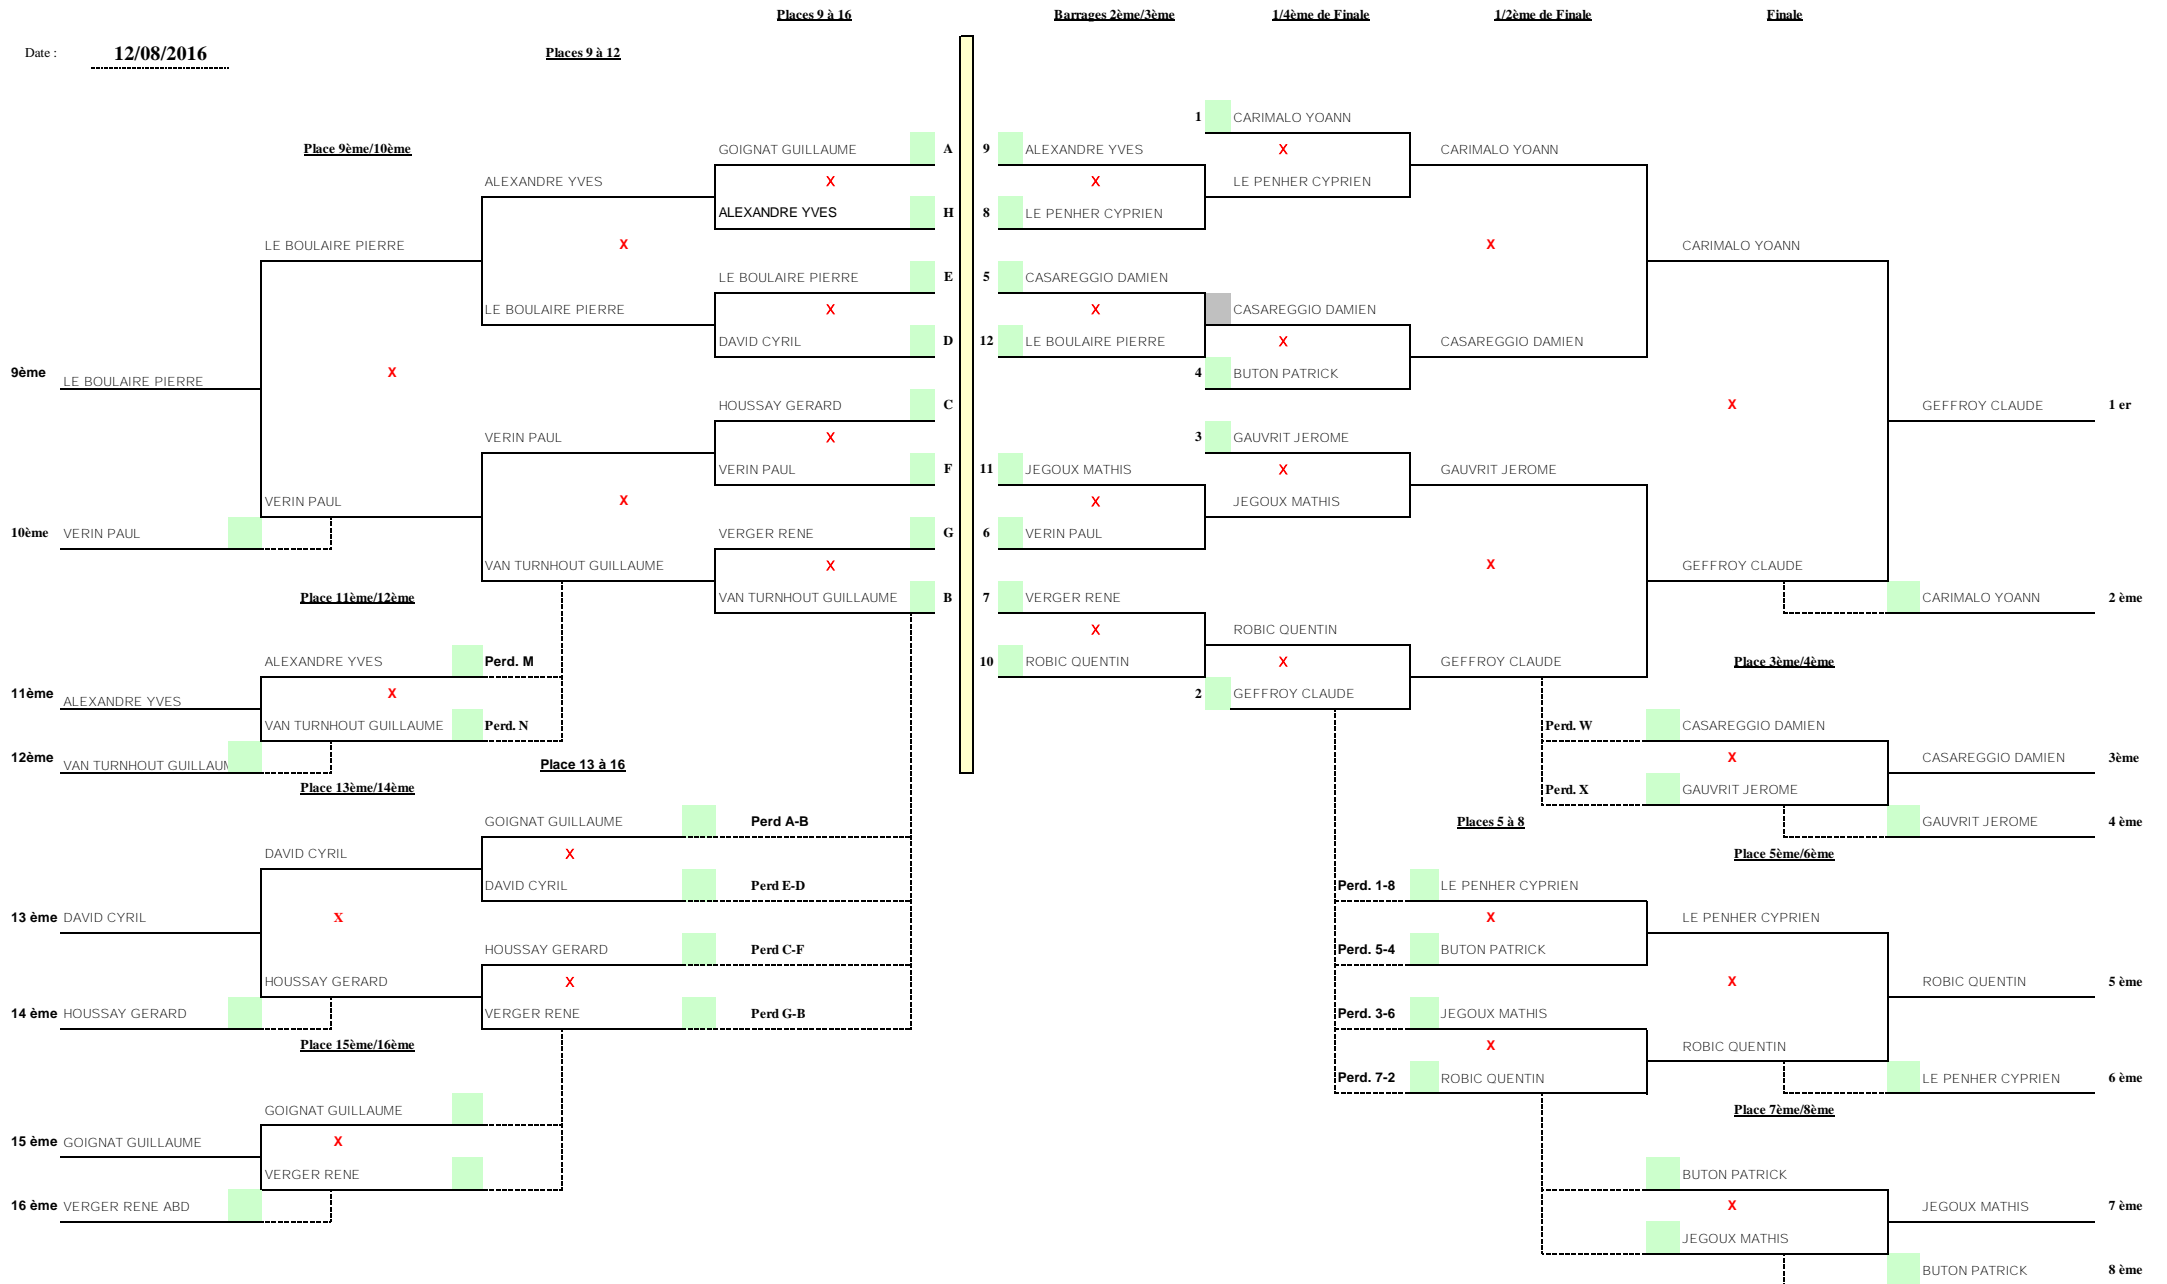 Places 9 à 16
Barrages 2ème/3ème
1/4ème de Finale
1/2ème de Finale
Finale
Date : 12/08/2016
Places 9 à 12
1 CARIMALO YOANN
Place 9ème/10ème
GOIGNAT GUILLAUME A
9 ALEXANDRE YVES
X
CARIMALO YOANN
ALEXANDRE YVES
X
X
LE PENHER CYPRIEN
ALEXANDRE YVES H
8 LE PENHER CYPRIEN
LE BOULAIRE PIERRE
X
X
CARIMALO YOANN
LE BOULAIRE PIERRE E
5 CASAREGGIO DAMIEN
LE BOULAIRE PIERRE
X
X
CASAREGGIO DAMIEN
DAVID CYRIL D
12 LE BOULAIRE PIERRE
X
CASAREGGIO DAMIEN
9ème LE BOULAIRE PIERRE
X
4 BUTON PATRICK
HOUSSAY GERARD C
X
GEFFROY CLAUDE 1 er
VERIN PAUL
X
3 GAUVRIT JEROME
VERIN PAUL F
11 JEGOUX MATHIS
X
GAUVRIT JEROME
VERIN PAUL
X
X
JEGOUX MATHIS
10ème VERIN PAUL
VERGER RENE G
6 VERIN PAUL
VAN TURNHOUT GUILLAUME
X
X
GEFFROY CLAUDE
Place 11ème/12ème
VAN TURNHOUT GUILLAUME B
7 VERGER RENE
CARIMALO YOANN 2 ème
X
ROBIC QUENTIN
ALEXANDRE YVES Perd. M
10 ROBIC QUENTIN
X
GEFFROY CLAUDE
Place 3ème/4ème
11ème ALEXANDRE YVES
X
2 GEFFROY CLAUDE
VAN TURNHOUT GUILLAUME Perd. N
Perd. W CASAREGGIO DAMIEN
12ème VAN TURNHOUT GUILLAUM
Place 13 à 16
X
CASAREGGIO DAMIEN 3ème
Place 13ème/14ème
Perd. X GAUVRIT JEROME
GOIGNAT GUILLAUME Perd A-B
Places 5 à 8
GAUVRIT JEROME 4 ème
DAVID CYRIL
X
Place 5ème/6ème
DAVID CYRIL Perd E-D
Perd. 1-8 LE PENHER CYPRIEN
13 ème DAVID CYRIL
X
X
LE PENHER CYPRIEN
HOUSSAY GERARD Perd C-F
Perd. 5-4 BUTON PATRICK
HOUSSAY GERARD
X
X
ROBIC QUENTIN 5 ème
14 ème HOUSSAY GERARD
VERGER RENE Perd G-B
Perd. 3-6 JEGOUX MATHIS
Place 15ème/16ème
X
ROBIC QUENTIN
Perd. 7-2 ROBIC QUENTIN
LE PENHER CYPRIEN 6 ème
GOIGNAT GUILLAUME
Place 7ème/8ème
15 ème GOIGNAT GUILLAUME
X
VERGER RENE
BUTON PATRICK
16 ème VERGER RENE ABD
X
JEGOUX MATHIS 7 ème
JEGOUX MATHIS
BUTON PATRICK 8 ème